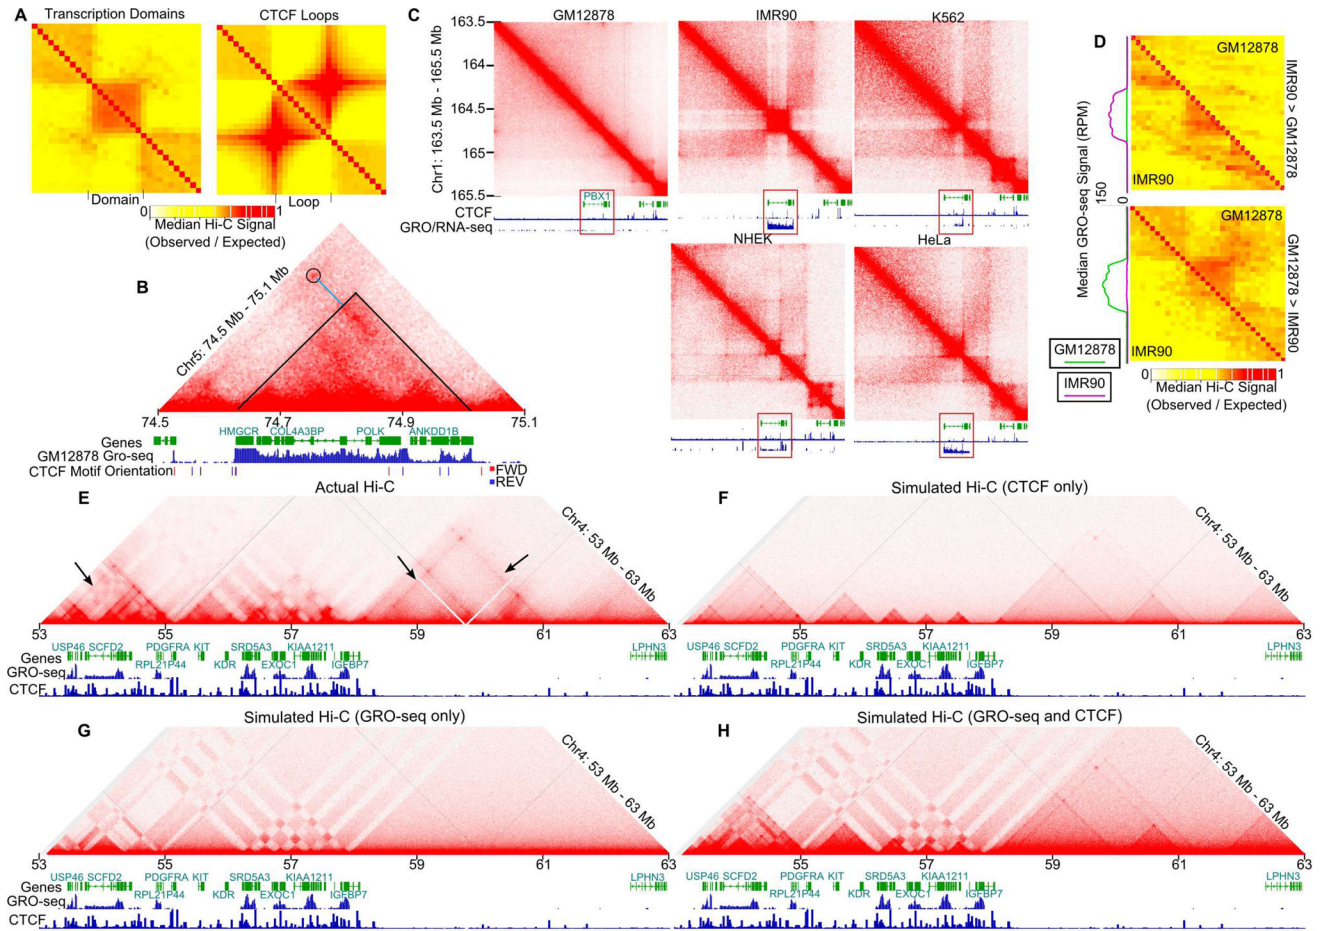 A
Transcription Domains
CTCF Loops
Domain
Loop
0
1
Median Hi-C Signal
(Observed / Expected)
B
Chr5: 74.5 Mb - 75.1 Mb
74.5
74.7
74.9
75.1
HMGCR
COL4A3BP
POLK
ANKDD1B
Genes
GM12878 Gro-seq
CTCF Motif Orientation
FWD
REV
C
GM12878
IMR90
K562
Chr1: 163.5 Mb - 165.5 Mb
163.5
164
164.5
165
165.5
PBX1
CTCF
GRO/RNA-seq
NHEK
HeLa
D
GM12878
IMR90
IMR90 > GM12878
Median GRO-seq Signal (RPM)
150
0
GM12878
IMR90
GM12878 > IMR90
GM12878
IMR90
0
1
Median Hi-C Signal
(Observed / Expected)
E
Actual Hi-C
Chr4: 53 Mb - 63 Mb
53
55
57
59
61
63
USP46 SCFD2
PDGFRA KIT
SRD5A3
KIAA1211
LPHN3
Genes
RPL21P44
KDR
EXOC1
IGFBP7
GRO-seq
CTCF
F
Simulated Hi-C (CTCF only)
Chr4: 53 Mb - 63 Mb
55
57
59
61
63
USP46 SCFD2
PDGFRA KIT
SRD5A3
KIAA1211
LPHN3
RPL21P44
KDR
EXOC1
IGFBP7
G
Simulated Hi-C (GRO-seq only)
Chr4: 53 Mb - 63 Mb
53
55
57
59
61
63
USP46 SCFD2
PDGFRA KIT
SRD5A3
KIAA1211
LPHN3
Genes
RPL21P44
KDR
EXOC1
IGFBP7
GRO-seq
CTCF
H
Simulated Hi-C (GRO-seq and CTCF)
Chr4: 53 Mb - 63 Mb
55
57
59
61
63
USP46 SCFD2
PDGFRA KIT
SRD5A3
KIAA1211
LPHN3
RPL21P44
KDR
EXOC1
IGFBP7